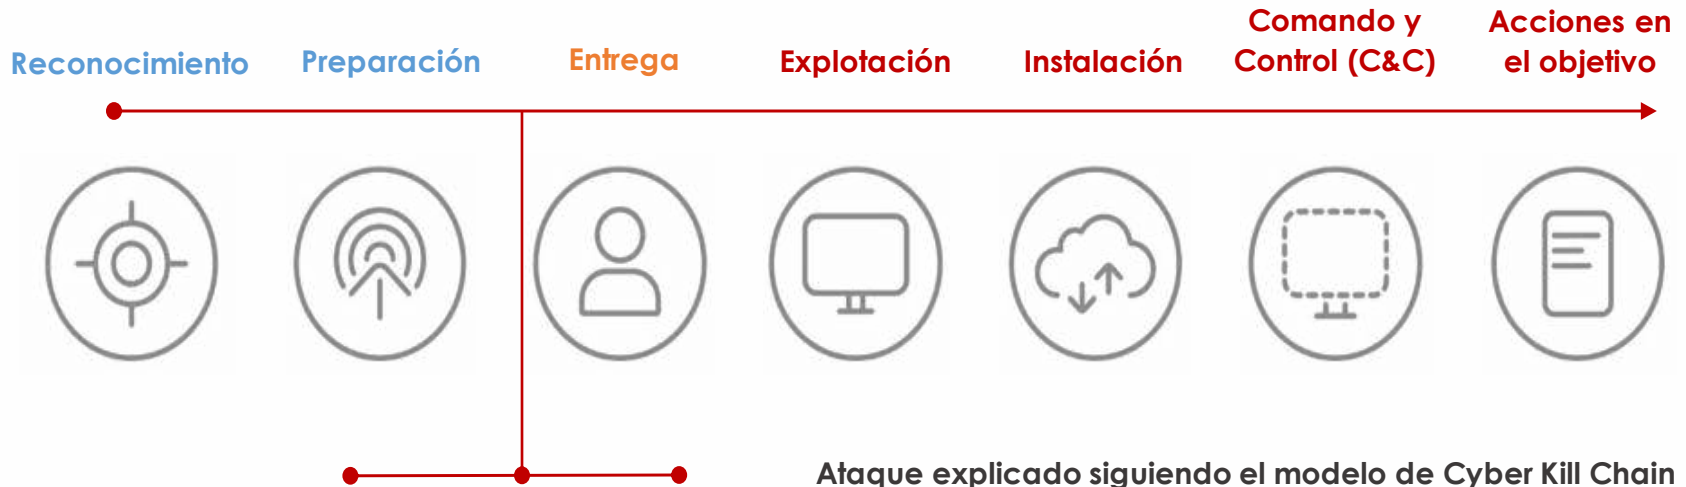 Reconocimiento
Preparación
Entrega
Explotación
Instalación
Comando y
Control (C&C)
Acciones en
el objetivo
Ataque explicado siguiendo el modelo de Cyber Kill Chain